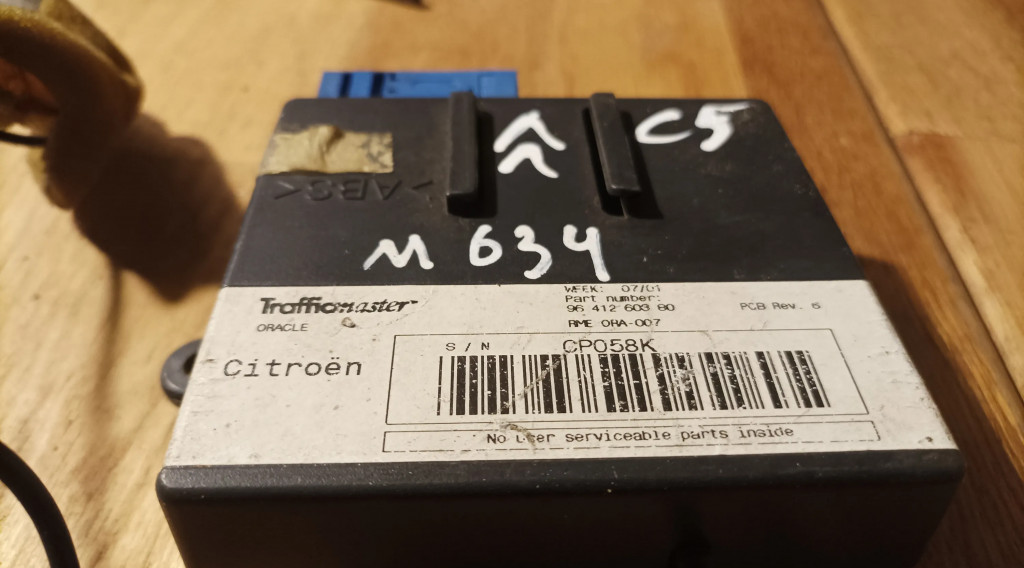 C5
>ABS<
M 634
WEEK: 07/01
Trafficmaster
Part number:
96 412 603 80
PCB Rev. 6
ORACLE
RME ORA-007
S / N CP058K
Citroën
No user serviceable parts inside